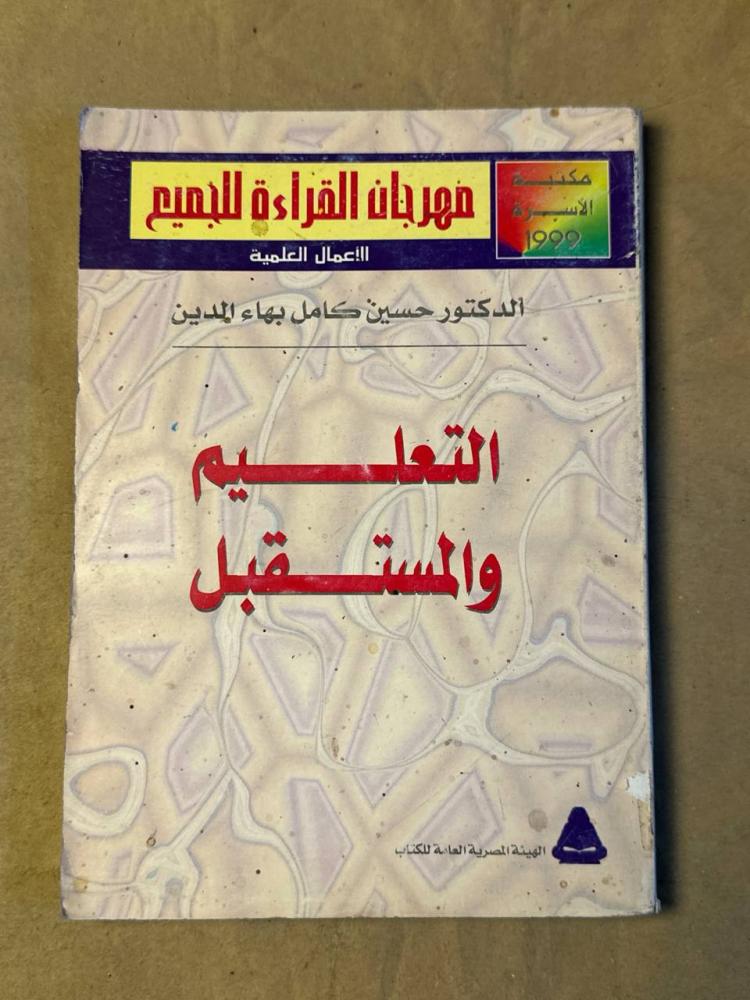 مهرجان القراءة للجميع
مكتبة
الأسرة
1999
الأعمال العلمية
الدكتور حسين كامل بهاء الدين
التعليم
والمستقبل
الهيئة المصرية العامة للكتاب